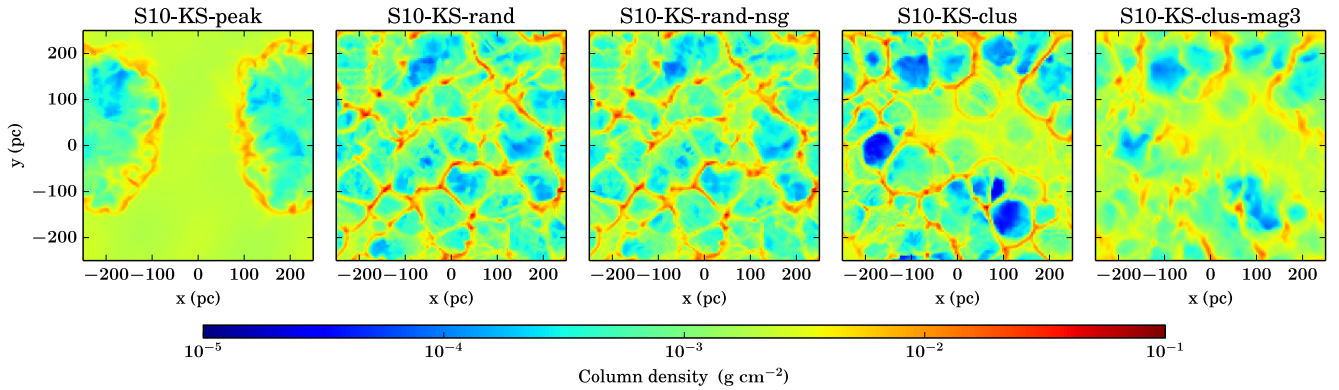 S10-KS-peak S10-KS-rand S10-KS-rand-nsg S10-KS-clus S10-KS-clus-mag3
200
100
0
−100
−200
y (pc)
−200 −100 0 100 200 −200 −100 0 100 200 −200 −100 0 100 200 −200 −100 0 100 200 −200 −100 0 100 200
x (pc) x (pc) x (pc) x (pc) x (pc)
10⁻⁵ 10⁻⁴ 10⁻³ 10⁻² 10⁻¹
Column density (g cm⁻²)